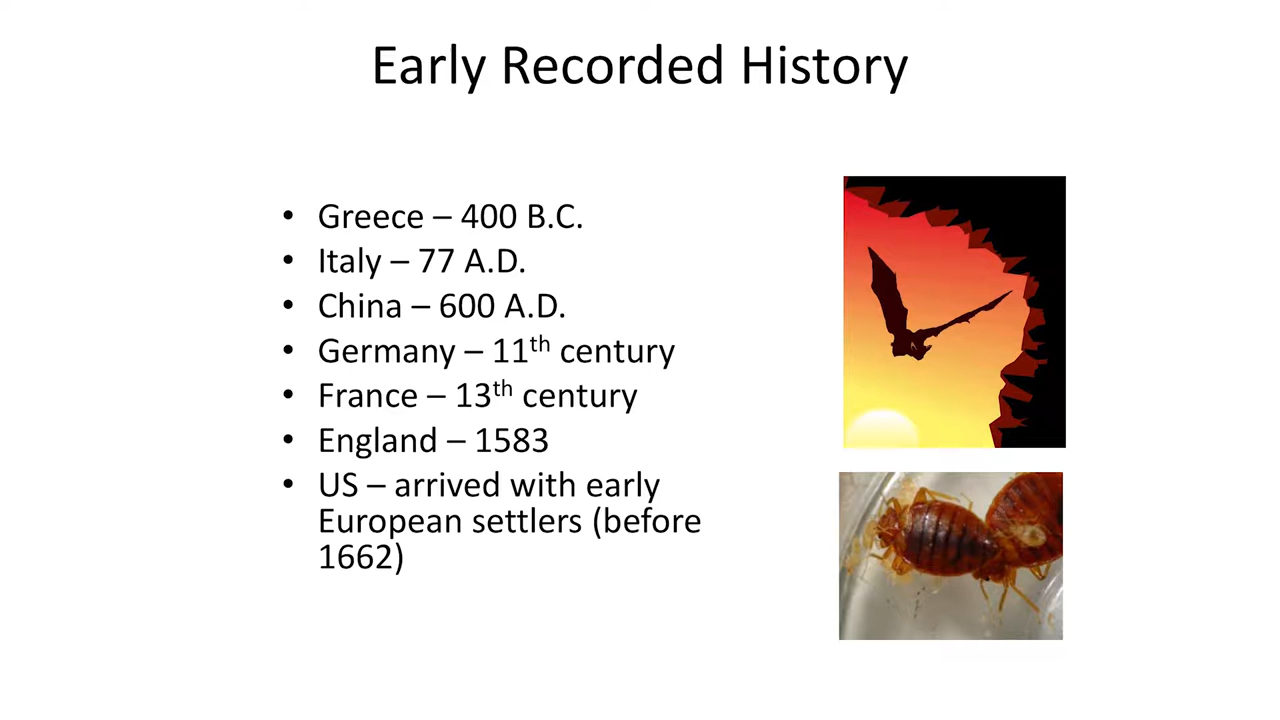 Early Recorded History
• Greece – 400 B.C.
• Italy – 77 A.D.
• China – 600 A.D.
• Germany – 11th century
• France – 13th century
• England – 1583
• US – arrived with early
European settlers (before
1662)